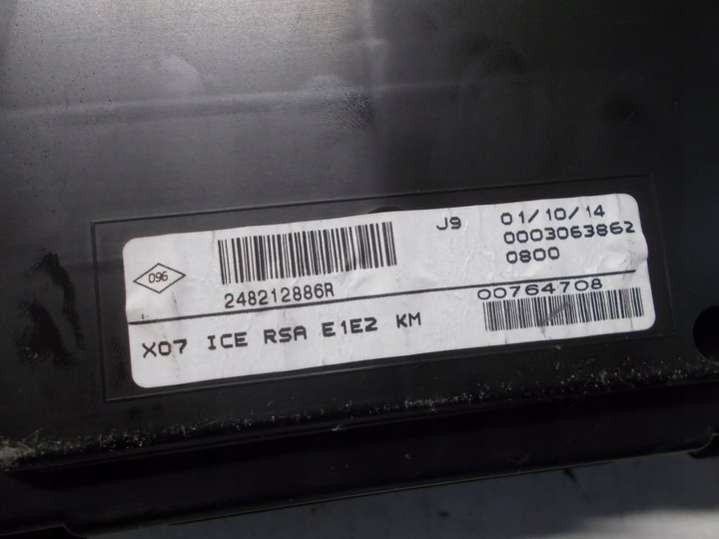 J9 01/10/14
0003063862
096
248212886R
0800
00764708
X07 ICE RSA E1E2 KM